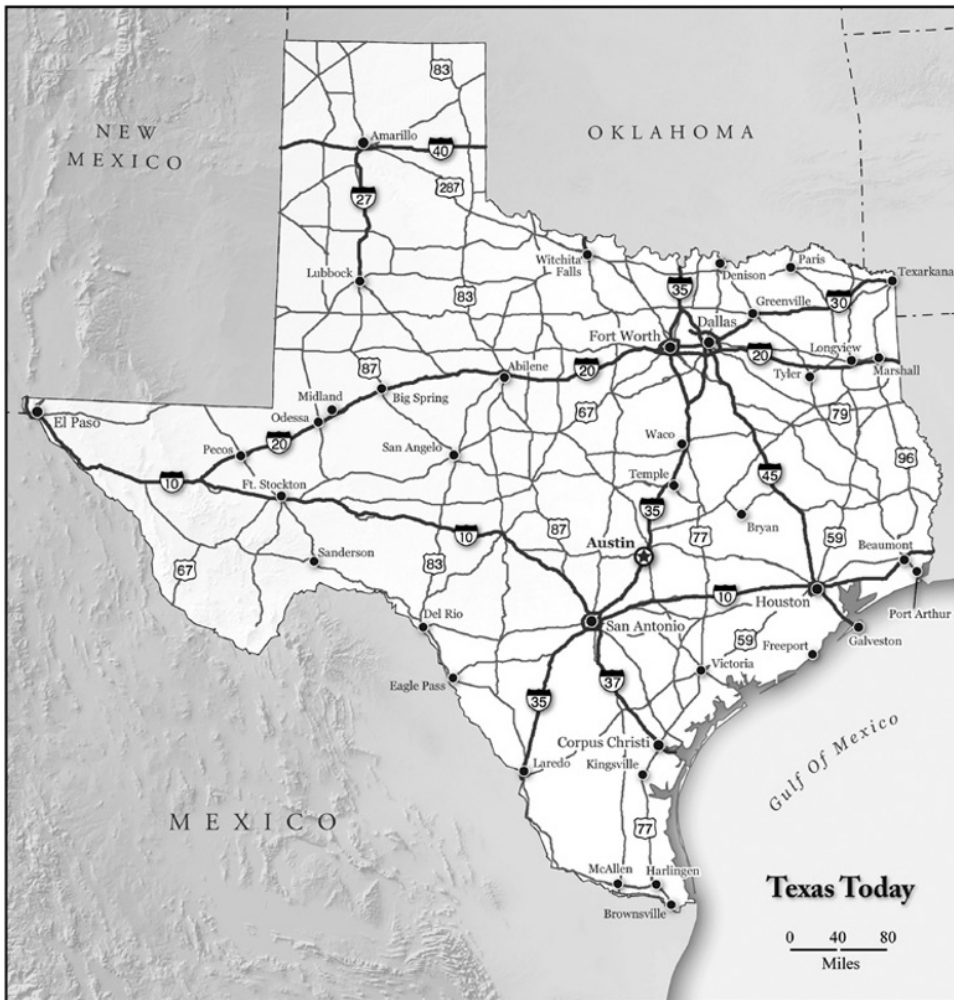 83
NEW
MEXICO
OKLAHOMA
Amarillo
40
287
27
Witchita
Falls
Denison
Paris
Texarkana
Lubbock
83
35
Greenville
30
Fort Worth
Dallas
87
Abilene
20
20
Longview
Marshall
Tyler
Midland
Big Spring
67
79
El Paso
Odessa
Pecos
20
San Angelo
Waco
96
10
Ft. Stockton
Temple
45
35
Bryan
10
87
77
59
Austin
Beaumont
67
Sanderson
83
10
Houston
Port Arthur
Del Rio
San Antonio
59
Freeport
Galveston
Eagle Pass
35
37
Victoria
Corpus Christi
Laredo
Kingsville
Gulf Of Mexico
MEXICO
77
McAllen
Harlingen
Brownsville
Texas Today
0 40 80
Miles